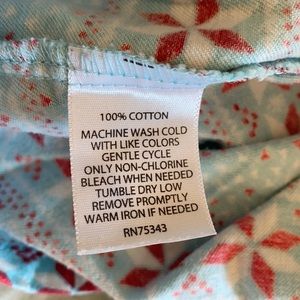 100% COTTON
MACHINE WASH COLD
WITH LIKE COLORS
GENTLE CYCLE
ONLY NON-CHLORINE
BLEACH WHEN NEEDED
TUMBLE DRY LOW
REMOVE PROMPTLY
WARM IRON IF NEEDED
RN75343